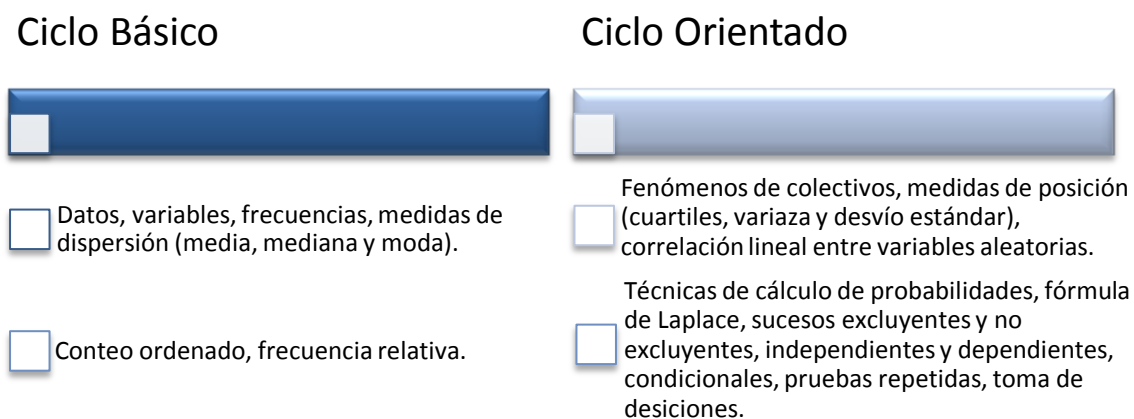 Ciclo Básico
Datos, variables, frecuencias, medidas de
dispersión (media, mediana y moda).
Conteo ordenado, frecuencia relativa.
Ciclo Orientado
Fenómenos de colectivos, medidas de posición
(cuartiles, variaza y desvío estándar),
correlación lineal entre variables aleatorias.
Técnicas de cálculo de probabilidades, fórmula
de Laplace, sucesos excluyentes y no
excluyentes, independientes y dependientes,
condicionales, pruebas repetidas, toma de
desiciones.